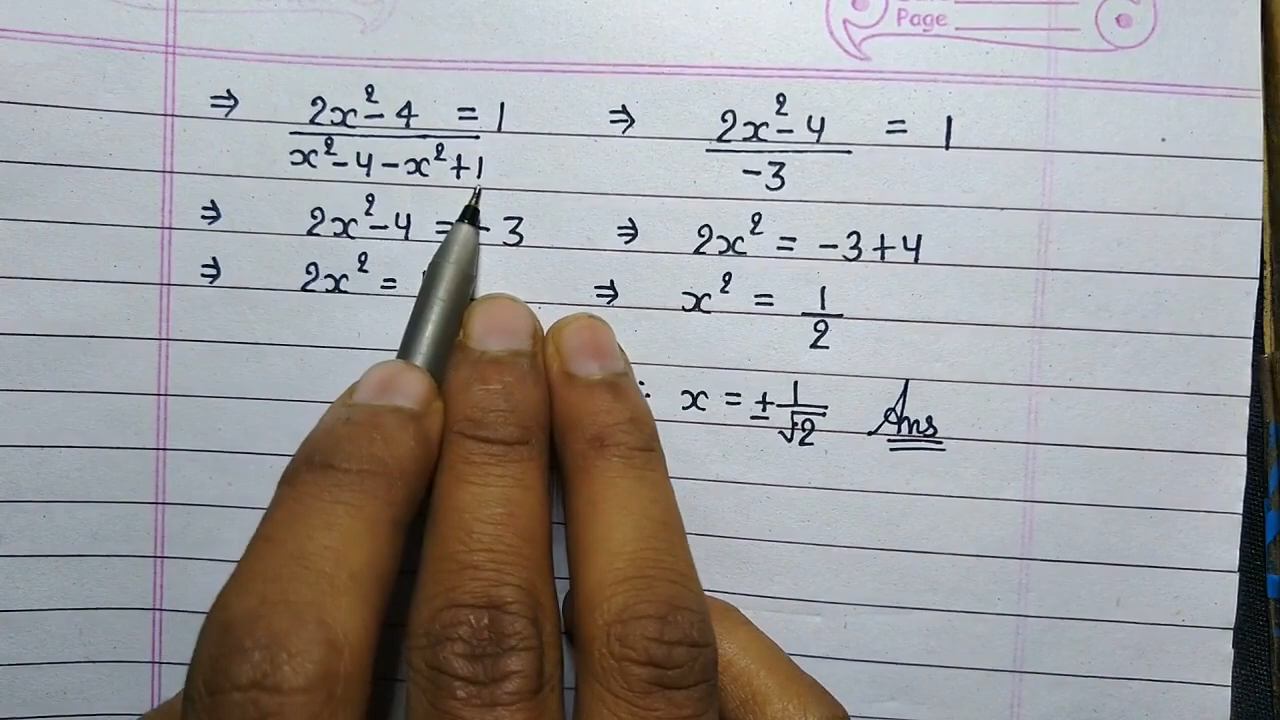 Page
⇒ (2x² - 4)/(x² - 4 - x² + 1) = 1 ⇒ (2x² - 4)/-3 = 1
⇒ 2x² - 4 = - 3 ⇒ 2x² = -3 + 4
⇒ 2x² = ⇒ x² = 1/2
x = ± 1/√2 Ans